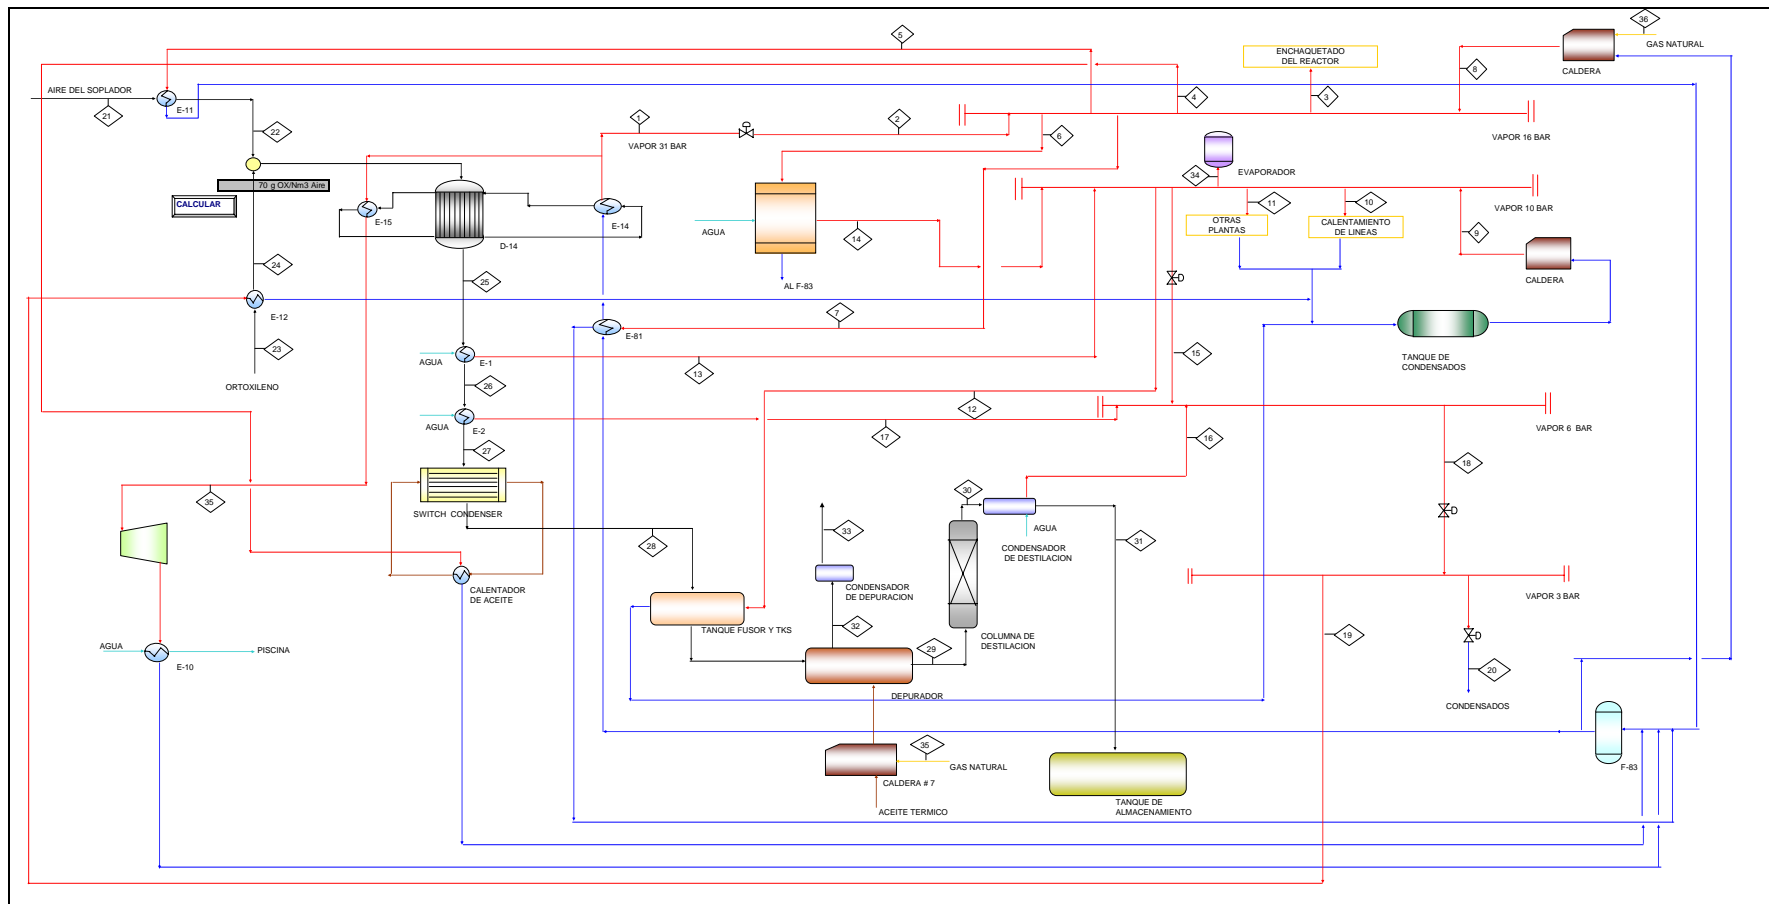 5
36
GAS NATURAL
ENCHAQUETADO
DEL REACTOR
8
CALDERA
AIRE DEL SOPLADOR
21
E-11
4
3
1
2
VAPOR 31 BAR
6
VAPOR 16 BAR
22
70 g OX/Nm3 Aire
CALCULAR
34
EVAPORADOR
11
10
VAPOR 10 BAR
OTRAS
PLANTAS
CALENTAMIENTO
DE LINEAS
9
E-15
E-14
D-14
AGUA
14
24
25
AL F-83
CALDERA
E-12
7
E-81
23
15
AGUA
E-1
13
TANQUE DE
CONDENSADOS
ORTOXILENO
26
12
AGUA
E-2
17
16
VAPOR 6 BAR
27
18
35
30
SWITCH CONDENSER
33
AGUA
28
31
CONDENSADOR
DE DESTILACION
CALENTADOR
DE ACEITE
CONDENSADOR
DE DEPURACION
VAPOR 3 BAR
TANQUE FUSOR Y TKS
32
29
COLUMNA DE
DESTILACION
19
AGUA
PISCINA
E-10
20
DEPURADOR
CONDENSADOS
35
GAS NATURAL
F-83
CALDERA # 7
TANQUE DE
ALMACENAMIENTO
ACEITE TERMICO